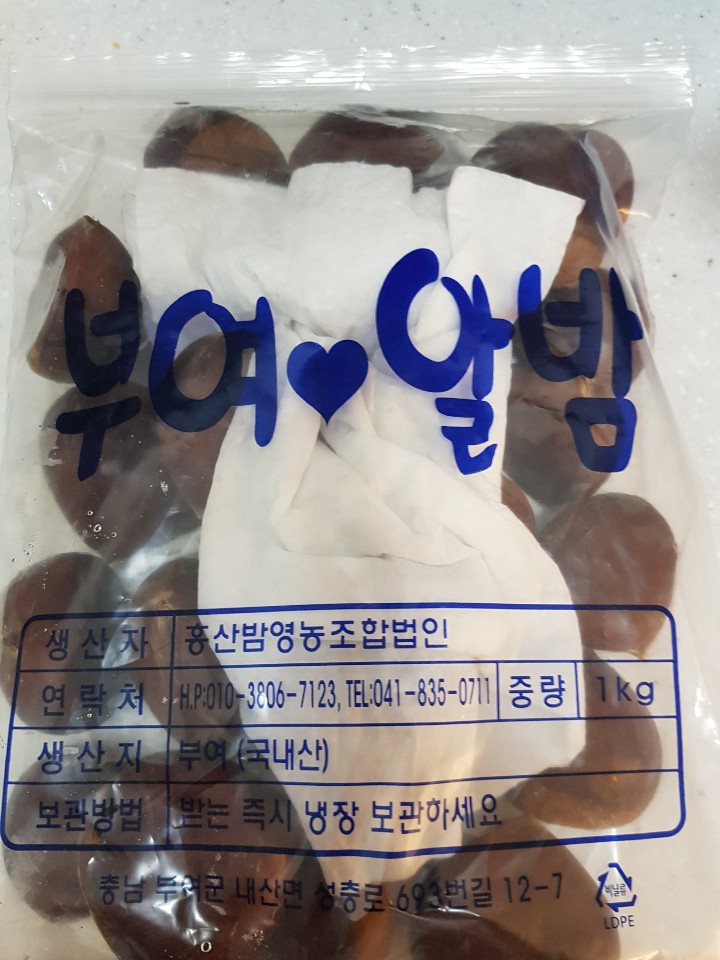 부여♥알밤
생산자 홍산밤영농조합법인
연락처 H.P:010-3806-7123, TEL:041-835-0711 중량 1kg
생산지 부여 (국내산)
보관방법 받는 즉시 냉장 보관하세요
충남 부여군 내산면 성충로 693번길 12-7
비닐류
LDPE